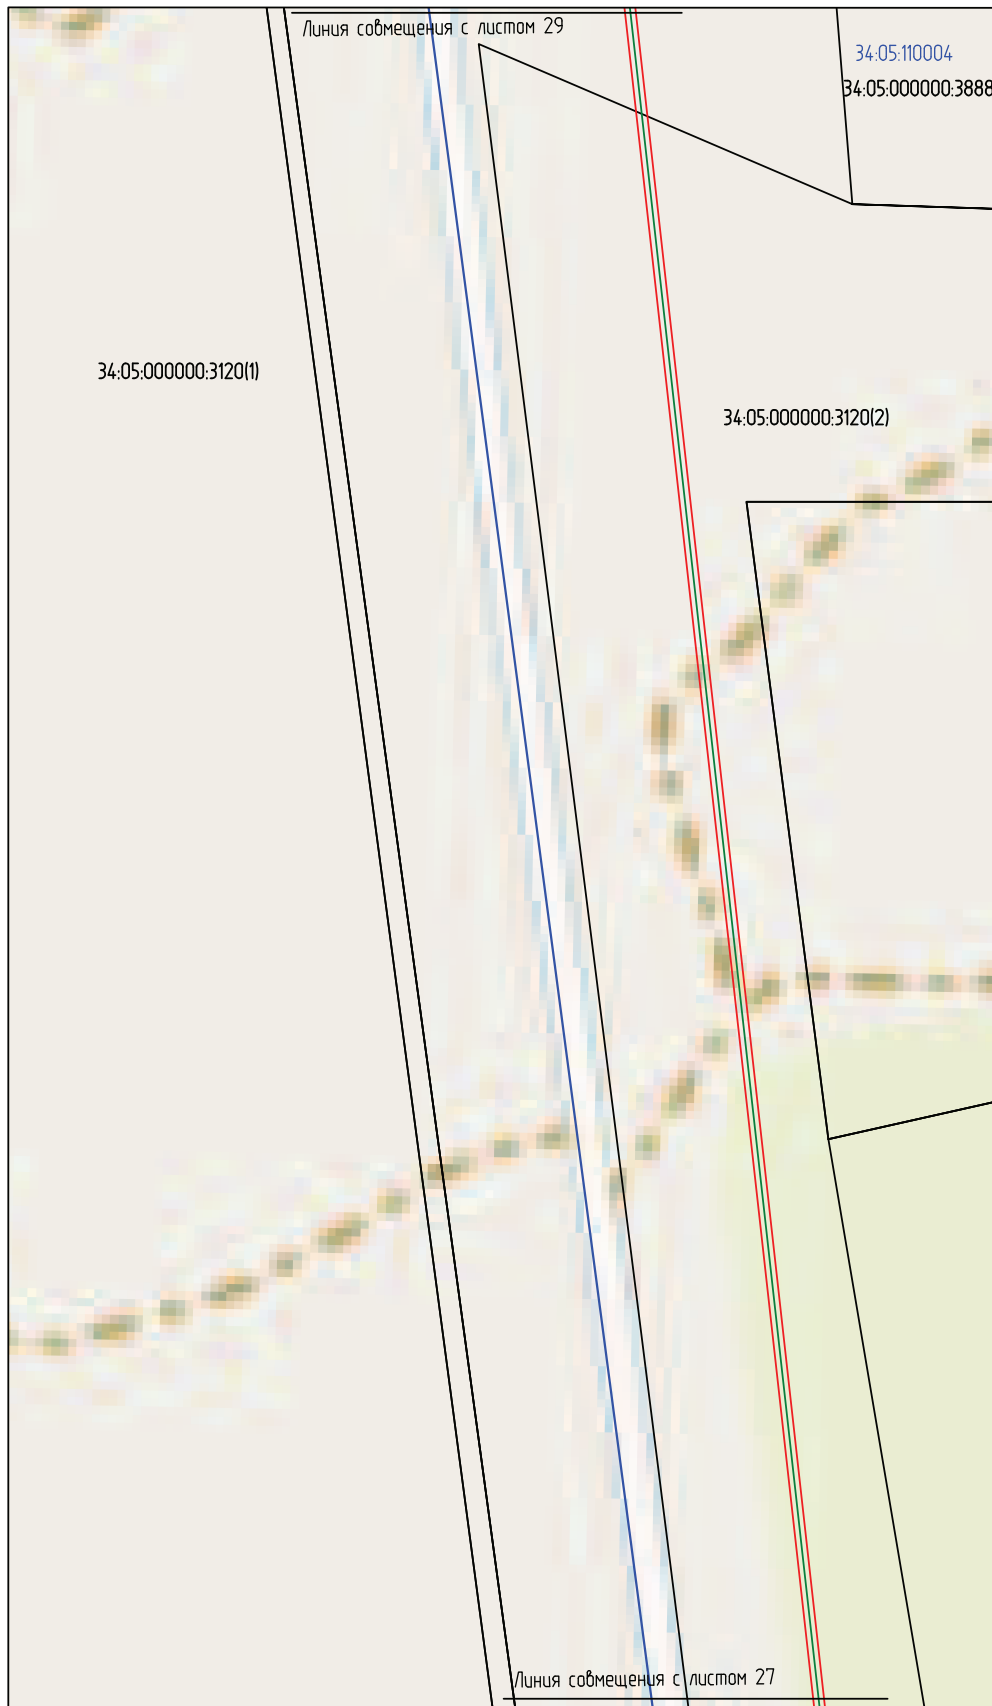 Линия совмещения с листом 29
34:05:110004
34:05:000000:3888
34:05:000000:3120(1)
34:05:000000:3120(2)
Линия совмещения с листом 27